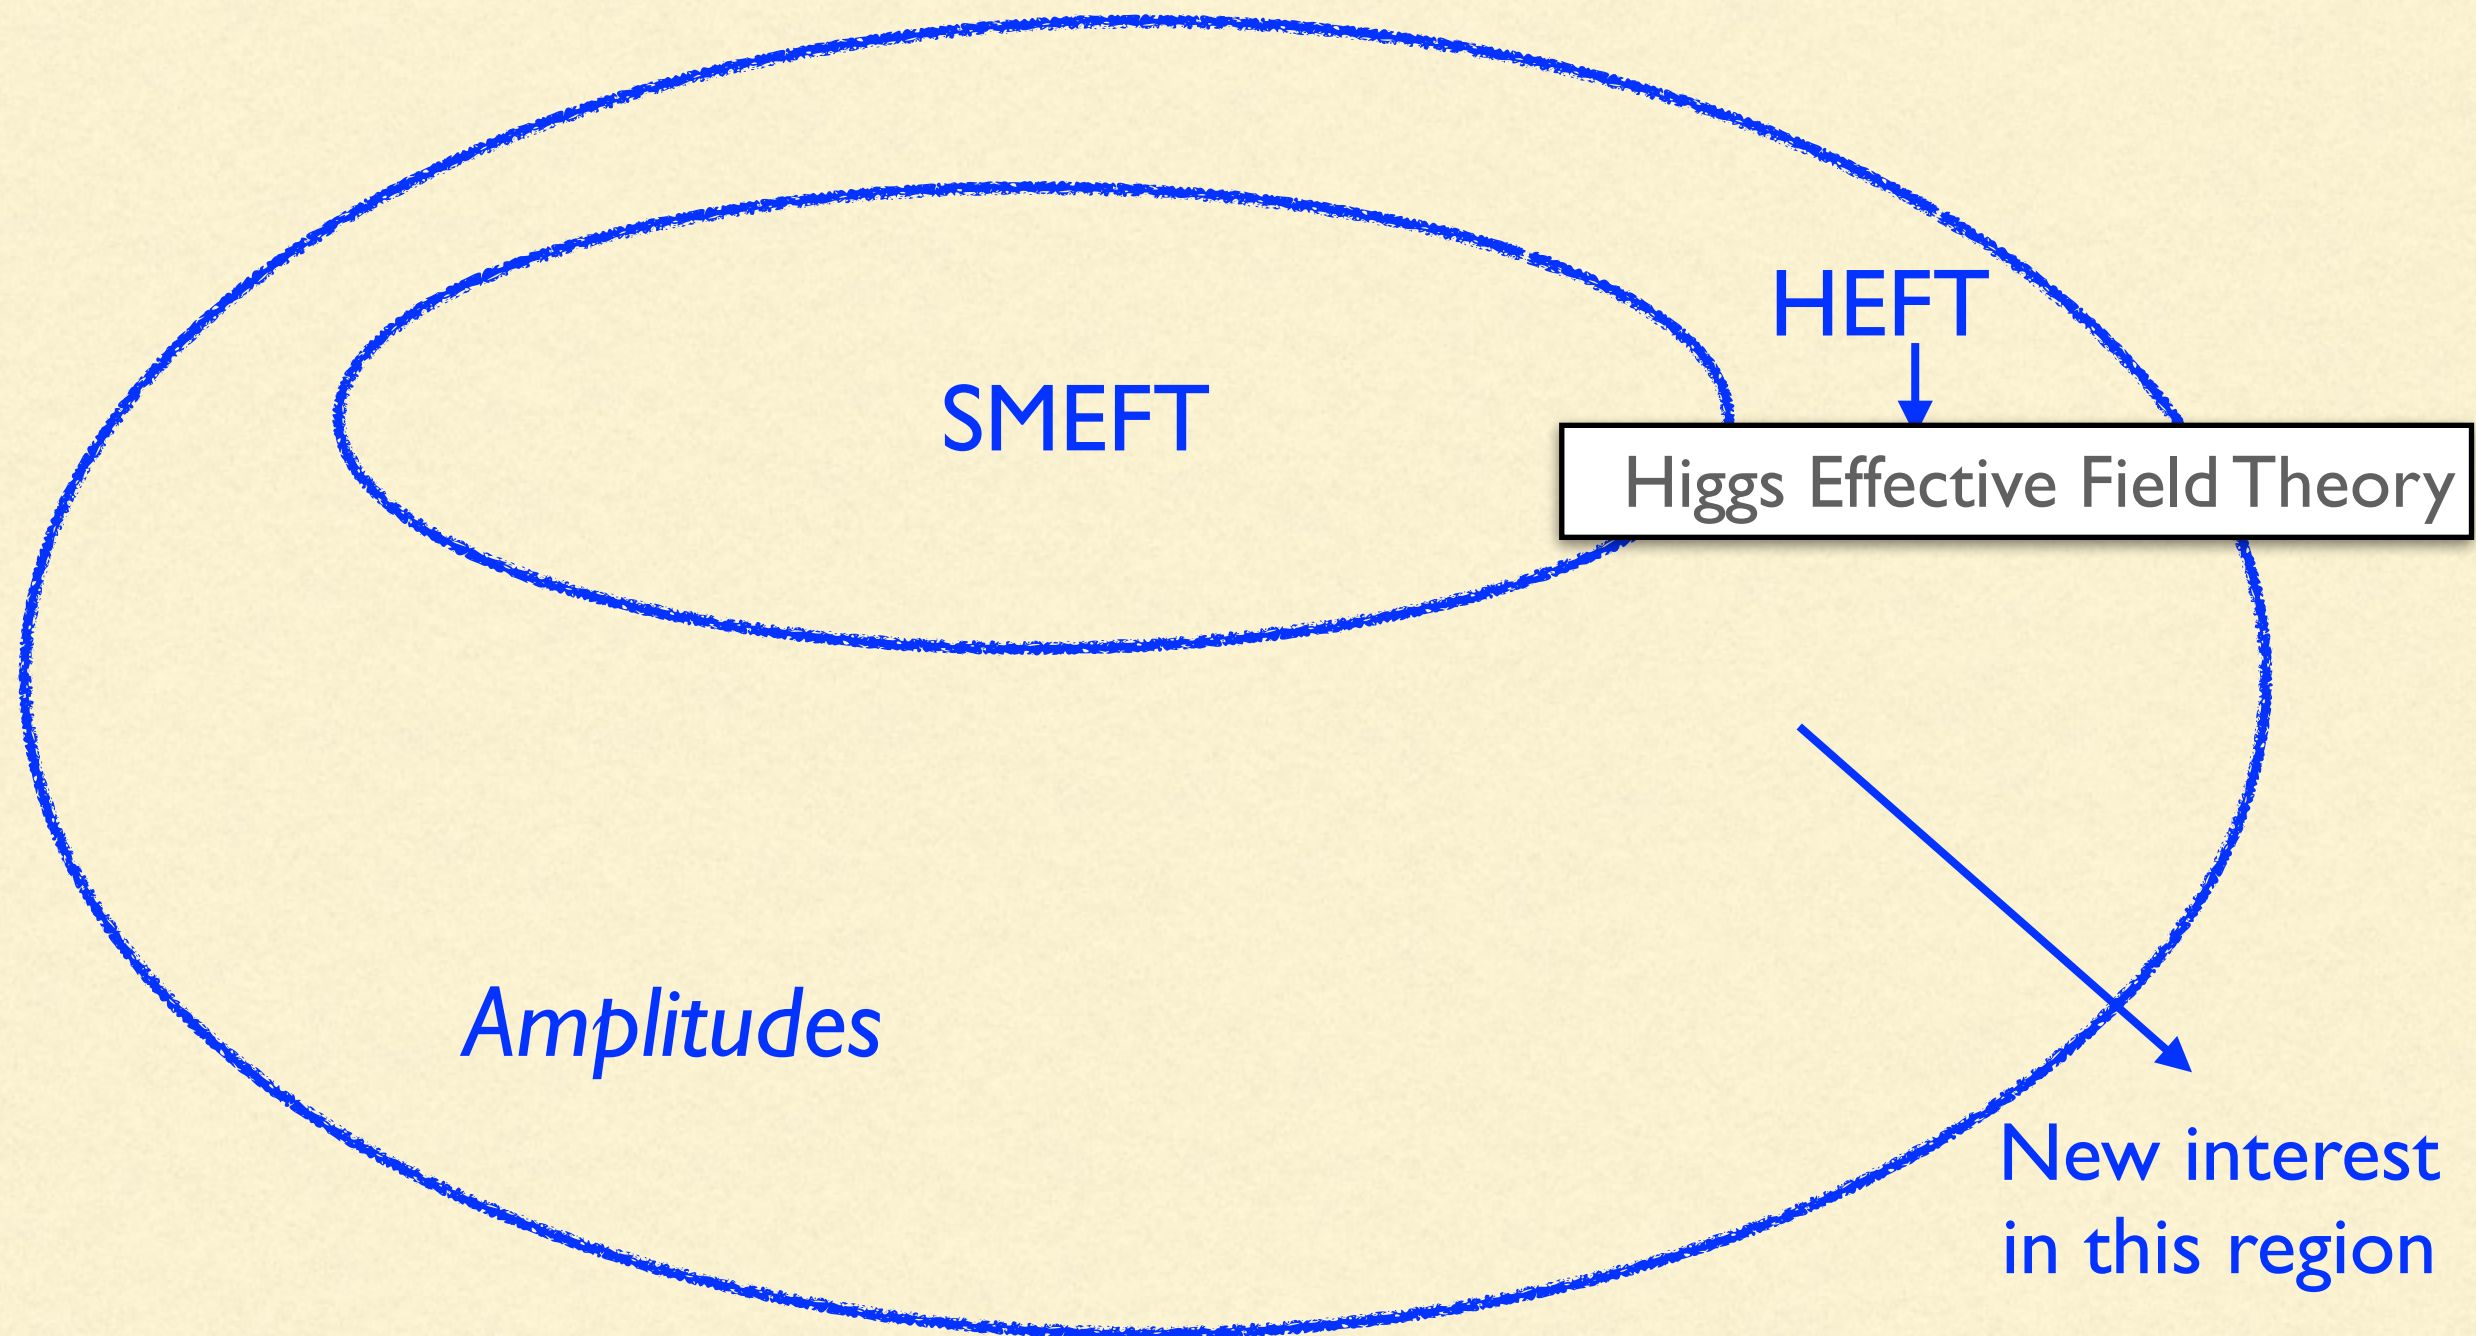 HEFT
SMEFT
Higgs Effective Field Theory
Amplitudes
New interest
in this region